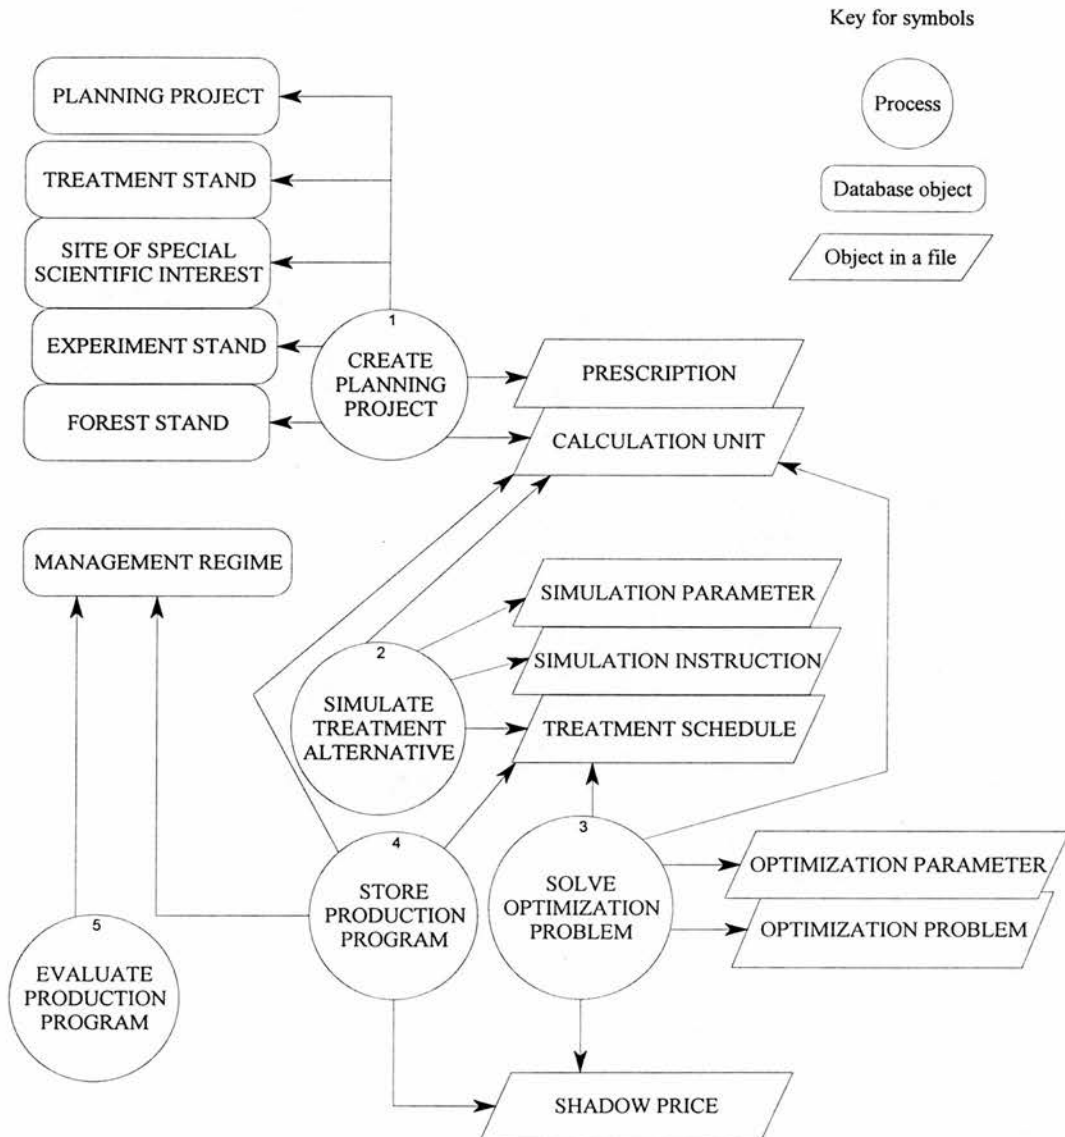 Key for symbols
Process
Database object
Object in a file
PLANNING PROJECT
TREATMENT STAND
SITE OF SPECIAL
SCIENTIFIC INTEREST
EXPERIMENT STAND
FOREST STAND
1
CREATE
PLANNING
PROJECT
PRESCRIPTION
CALCULATION UNIT
MANAGEMENT REGIME
2
SIMULATE
TREATMENT
ALTERNATIVE
SIMULATION PARAMETER
SIMULATION INSTRUCTION
TREATMENT SCHEDULE
4
STORE
PRODUCTION
PROGRAM
3
SOLVE
OPTIMIZATION
PROBLEM
OPTIMIZATION PARAMETER
OPTIMIZATION PROBLEM
5
EVALUATE
PRODUCTION
PROGRAM
SHADOW PRICE